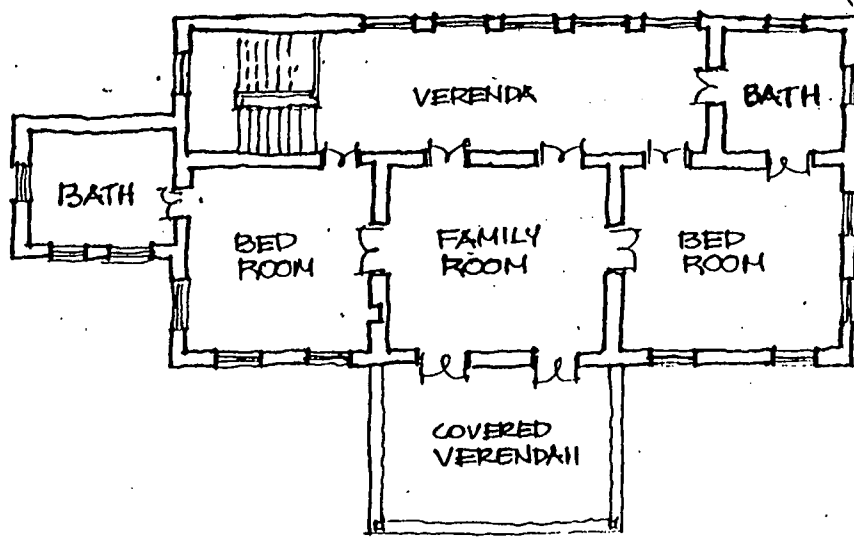 VERENDA
BATH
BATH
BED
ROOM
FAMILY
ROOM
BED
ROOM
COVERED
VERENDAH